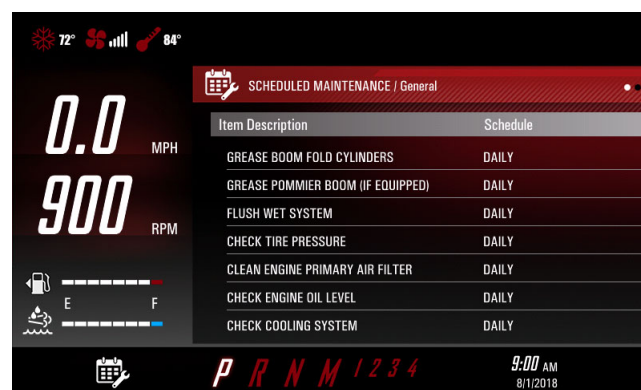 72° 84°
SCHEDULED MAINTENANCE / General
0.0 MPH
900 RPM
E F
Item Description Schedule
GREASE BOOM FOLD CYLINDERS DAILY
GREASE POMMIER BOOM (IF EQUIPPED) DAILY
FLUSH WET SYSTEM DAILY
CHECK TIRE PRESSURE DAILY
CLEAN ENGINE PRIMARY AIR FILTER DAILY
CHECK ENGINE OIL LEVEL DAILY
CHECK COOLING SYSTEM DAILY
P R N M 1 2 3 4
9:00 AM
8/1/2018